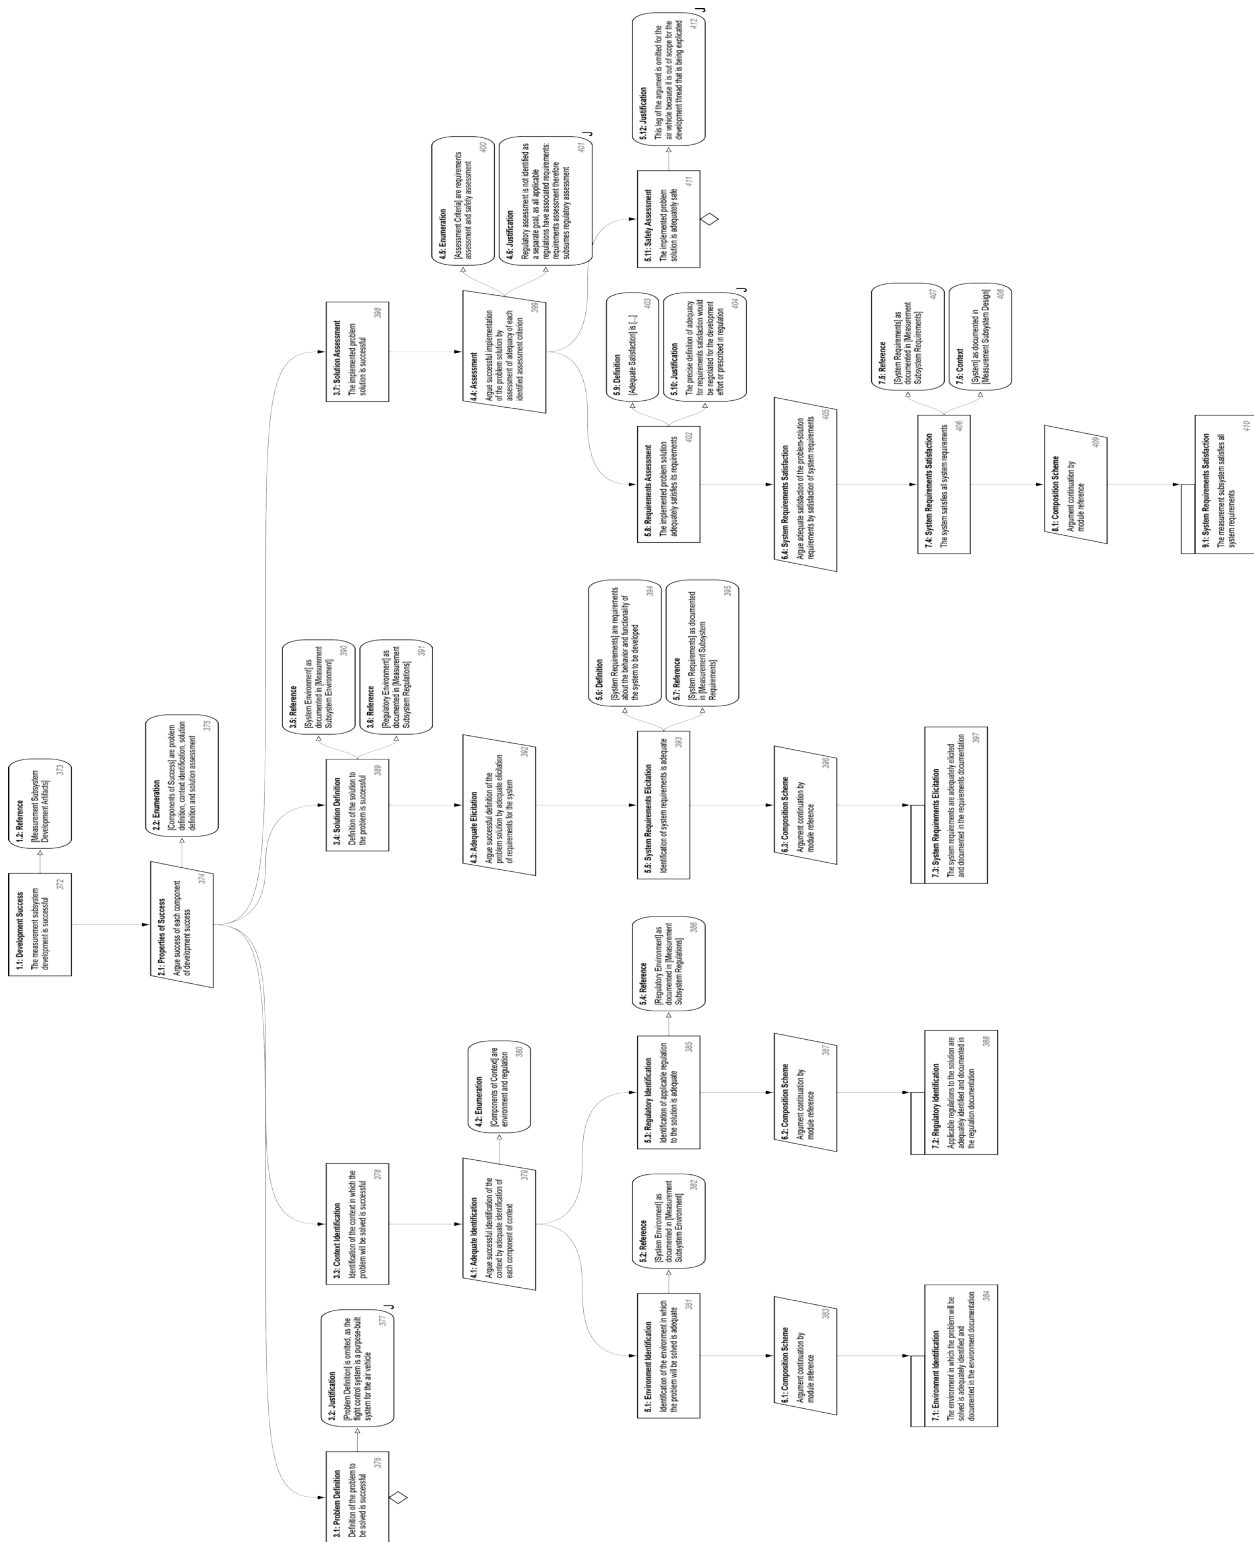 1.1: Development Success
The measurement subsystem
development is successful
372
1.2: Reference
[Measurement Subsystem
Development Artifacts]
373
2.1: Properties of Success
Argue success of each component
of development success
374
2.2: Enumeration
[Components of Success] are problem
definition, context identification, solution
definition and solution assessment
375
3.1: Problem Definition
Definition of the problem to
be solved is successful
376
3.2: Justification
[Problem Definition] is omitted, as the
flight control system is a purpose-built
system for the air vehicle
377
J
3.3: Context Identification
Identification of the context in which the
problem will be solved is successful
378
3.4: Solution Definition
Definition of the solution to
the problem is successful
389
3.5: Reference
[System Environment] as
documented in [Measurement
Subsystem Environment]
390
3.6: Reference
[Regulatory Environment] as
documented in [Measurement
Subsystem Regulations]
391
3.7: Solution Assessment
The implemented problem
solution is successful
398
4.1: Adequate Identification
Argue successful identification of the
context by adequate identification of
each component of context
379
4.2: Enumeration
[Components of Context] are
environment and regulation
380
4.3: Adequate Elicitation
Argue successful definition of the
problem solution by adequate elicitation
of requirements for the system
392
4.4: Assessment
Argue successful implementation
of the problem solution by
assessment of adequacy of each
identified assessment criterion
399
4.5: Enumeration
[Assessment Criteria] are requirements
assessment and safety assessment
400
4.6: Justification
Regulatory assessment is not identified as
a separate goal, as all applicable
regulations have associated requirements:
requirements assessment therefore
subsumes regulatory assessment
401
J
5.1: Environment Identification
Identification of the environment in which
the problem will be solved is adequate
381
5.2: Reference
[System Environment] as
documented in [Measurement
Subsystem Environment]
382
5.3: Regulatory Identification
Identification of applicable regulation
to the solution is adequate
385
5.4: Reference
[Regulatory Environment] as
documented in [Measurement
Subsystem Regulations]
386
5.5: System Requirements Elicitation
Identification of system requirements is adequate
393
5.6: Definition
[System Requirements] are requirements
about the behavior and functionality of
the system to be developed
394
5.7: Reference
[System Requirements] as documented
in [Measurement Subsystem
Requirements]
395
5.8: Requirements Assessment
The implemented problem solution
adequately satisfies its requirements
402
5.9: Definition
[Adequate Satisfaction] is [...]
403
5.10: Justification
The precise definition of adequacy
for requirements satisfaction would
be negotiated for the development
effort or prescribed in regulation
404
J
5.11: Safety Assessment
The implemented problem
solution is adequately safe
411
5.12: Justification
This leg of the argument is omitted for the
air vehicle because it is out of scope for the
development thread that is being explicated
412
J
6.1: Composition Scheme
Argument continuation by
module reference
383
6.2: Composition Scheme
Argument continuation by
module reference
387
6.3: Composition Scheme
Argument continuation by
module reference
396
6.4: System Requirements Satisfaction
Argue adequate satisfaction of the problem-solution
requirements by satisfaction of system requirements
405
7.1: Environment Identification
The environment in which the problem will be
solved is adequately identified and
documented in the environment documentation
384
7.2: Regulatory Identification
Applicable regulations to the solution are
adequately identified and documented in
the regulation documentation
388
7.3: System Requirements Elicitation
The system requirements are adequately elicited
and documented in the requirements documentation
397
7.4: System Requirements Satisfaction
The system satisfies all system requirements
406
7.5: Reference
[System Requirements] as
documented in [Measurement
Subsystem Requirements]
407
7.6: Context
[System] as documented in
[Measurement Subsystem Design]
408
8.1: Composition Scheme
Argument continuation by
module reference
409
9.1: System Requirements Satisfaction
The measurement subsystem satisfies all
system requirements
410